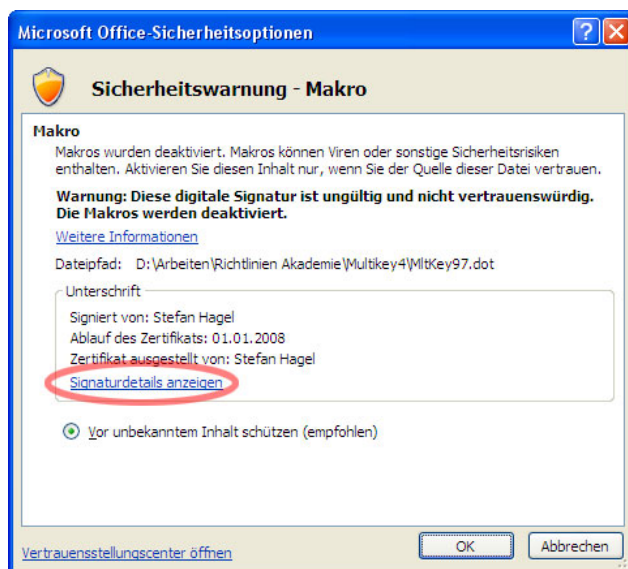 Microsoft Office-Sicherheitsoptionen
Sicherheitswarnung - Makro
Makro
Makros wurden deaktiviert. Makros können Viren oder sonstige Sicherheitsrisiken
enthalten. Aktivieren Sie diesen Inhalt nur, wenn Sie der Quelle dieser Datei vertrauen.
Warnung: Diese digitale Signatur ist ungültig und nicht vertrauenswürdig.
Die Makros werden deaktiviert.
Weitere Informationen
Dateipfad: D:\Arbeiten\Richtlinien Akademie\Multikey4\MltKey97.dot
Unterschrift
Signiert von: Stefan Hagel
Ablauf des Zertifikats: 01.01.2008
Zertifikat ausgestellt von: Stefan Hagel
Signaturdetails anzeigen
Vor unbekanntem Inhalt schützen (empfohlen)
Vertrauensstellungscenter öffnen
OK
Abbrechen